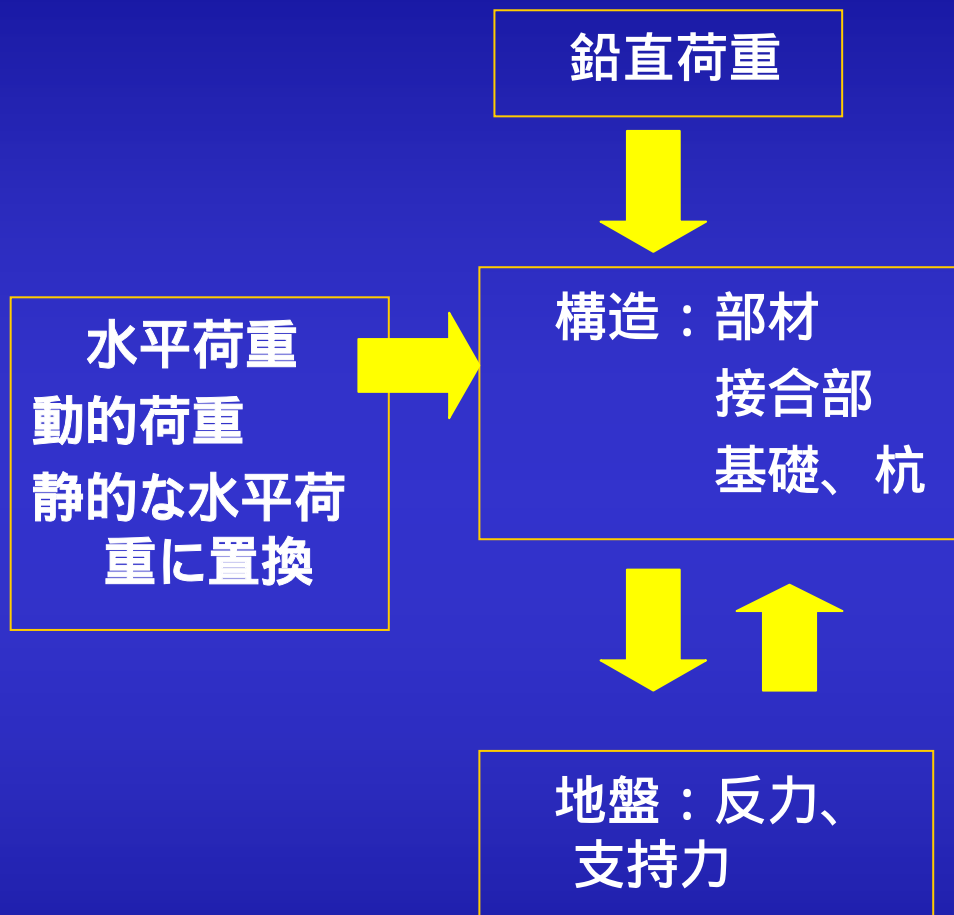 鉛直荷重
水平荷重
動的荷重
静的な水平荷
重に置換
構造：部材
接合部
基礎、杭
地盤：反力、
支持力